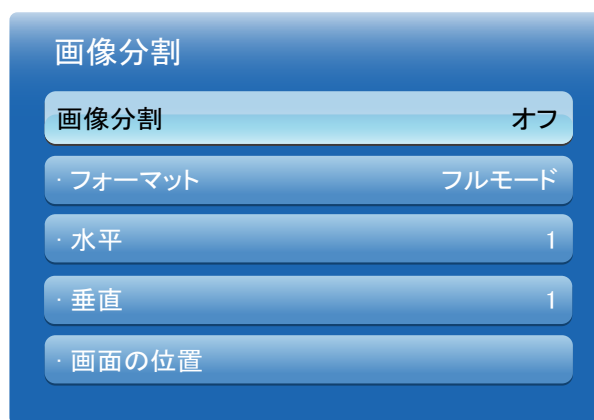 画像分割
画像分割 オフ
· フォーマット フルモード
· 水平 1
· 垂直 1
· 画面の位置